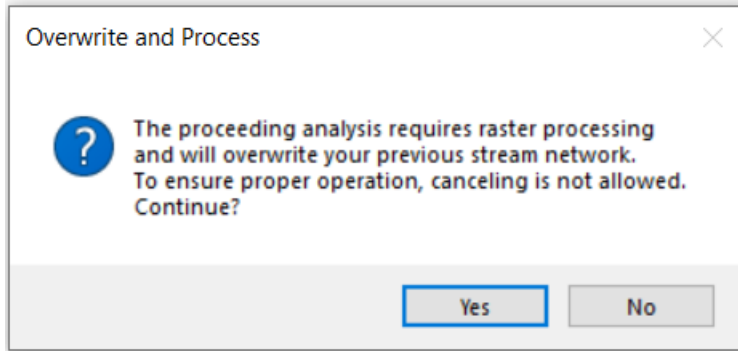 Overwrite and Process
The proceeding analysis requires raster processing
and will overwrite your previous stream network.
To ensure proper operation, canceling is not allowed.
Continue?
Yes No